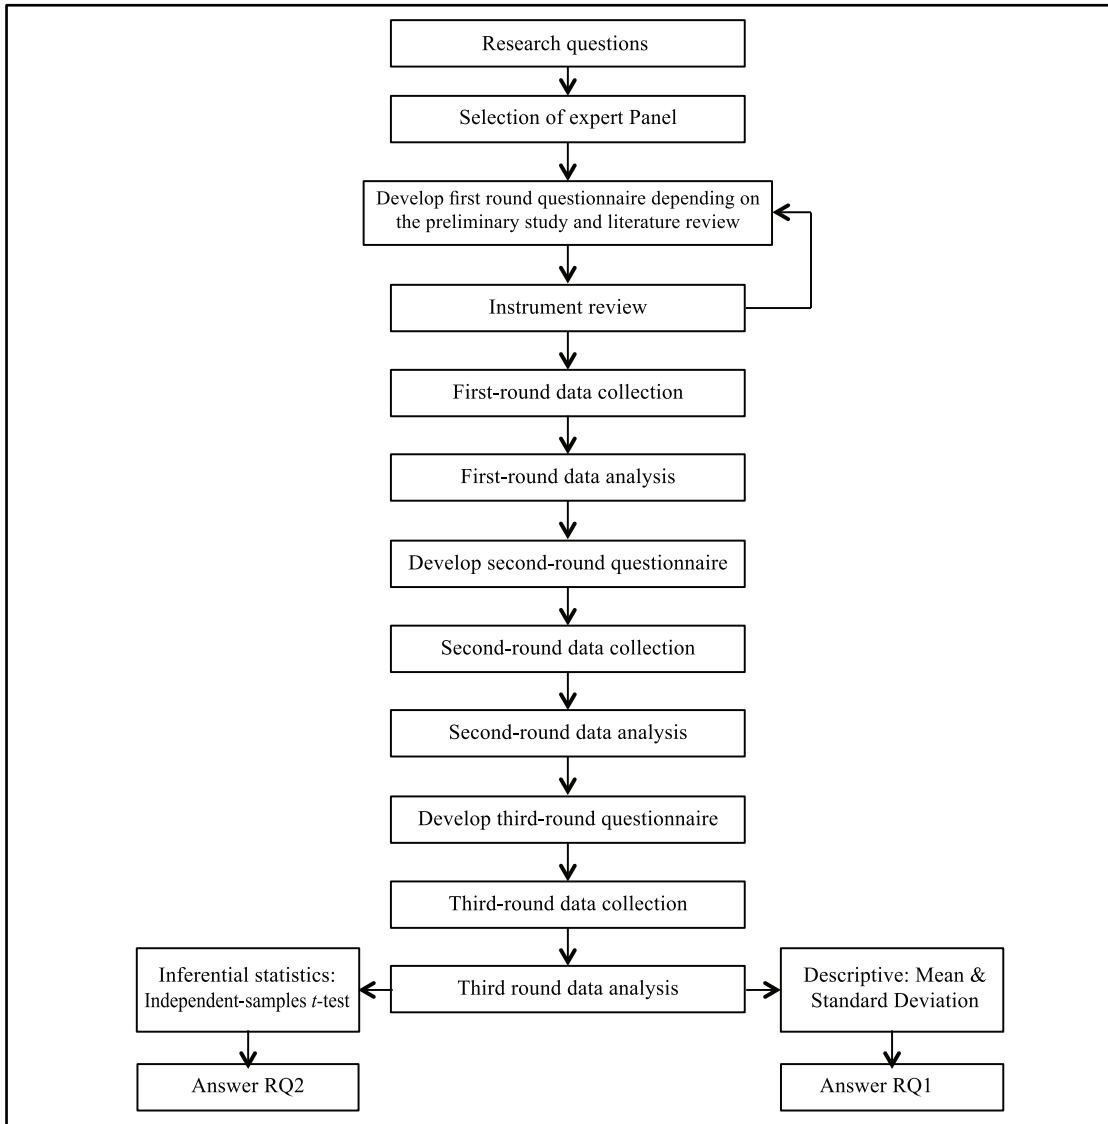 Research questions
Selection of expert Panel
Develop first round questionnaire depending on
the preliminary study and literature review
Instrument review
First-round data collection
First-round data analysis
Develop second-round questionnaire
Second-round data collection
Second-round data analysis
Develop third-round questionnaire
Third-round data collection
Inferential statistics:
Independent-samples t-test
Third round data analysis
Descriptive: Mean &
Standard Deviation
Answer RQ2
Answer RQ1